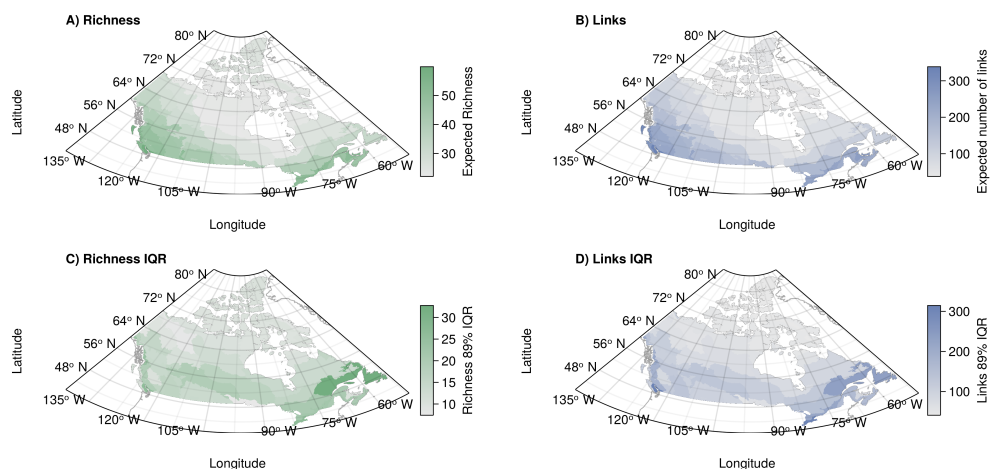 A) Richness
80° N
72° N
64° N
56° N
48° N
135° W
120° W
105° W
90° W
75° W
60° W
Latitude
Longitude
50
40
30
Expected Richness
B) Links
80° N
72° N
64° N
56° N
48° N
135° W
120° W
105° W
90° W
75° W
60° W
Latitude
Longitude
300
200
100
Expected number of links
C) Richness IQR
80° N
72° N
64° N
56° N
48° N
135° W
120° W
105° W
90° W
75° W
60° W
Latitude
Longitude
30
25
20
15
10
Richness 89% IQR
D) Links IQR
80° N
72° N
64° N
56° N
48° N
135° W
120° W
105° W
90° W
75° W
60° W
Latitude
Longitude
300
200
100
Links 89% IQR